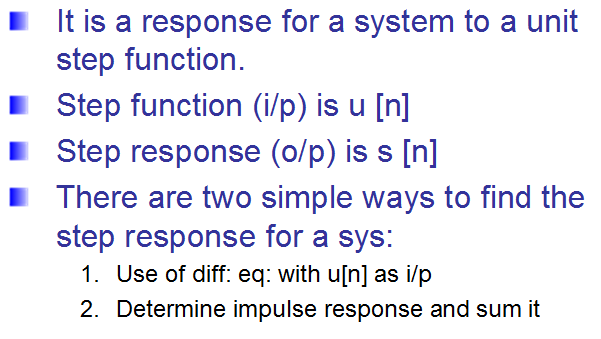 It is a response for a system to a unit
step function.
Step function (i/p) is u [n]
Step response (o/p) is s [n]
There are two simple ways to find the
step response for a sys:
1. Use of diff: eq: with u[n] as i/p
2. Determine impulse response and sum it